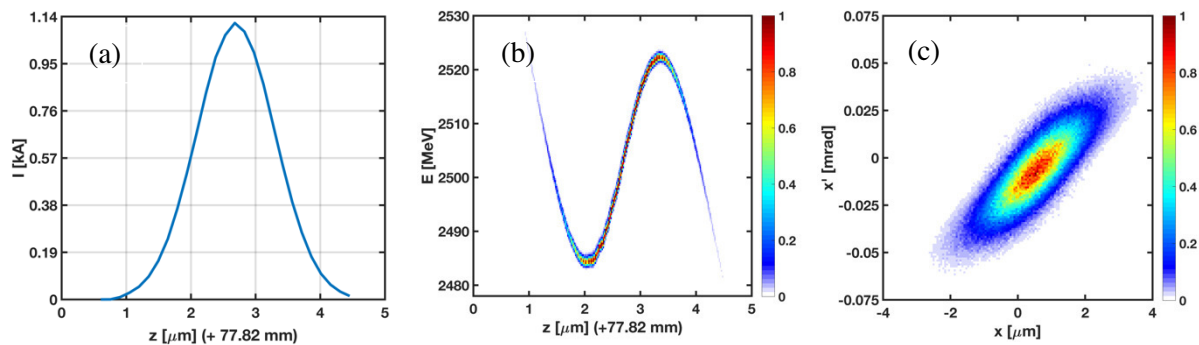 (a)
I [kA]
1.14
0.95
0.76
0.57
0.38
0.19
0
0 1 2 3 4 5
z [μm] (+ 77.82 mm)
(b)
E [MeV]
2530
2520
2510
2500
2490
2480
0 1 2 3 4 5
z [μm] (+77.82 mm)
1
0.8
0.6
0.4
0.2
0
(c)
x' [mrad]
0.075
0.05
0.025
0
-0.025
-0.05
-0.075
-4 -2 0 2 4
x [μm]
1
0.8
0.6
0.4
0.2
0